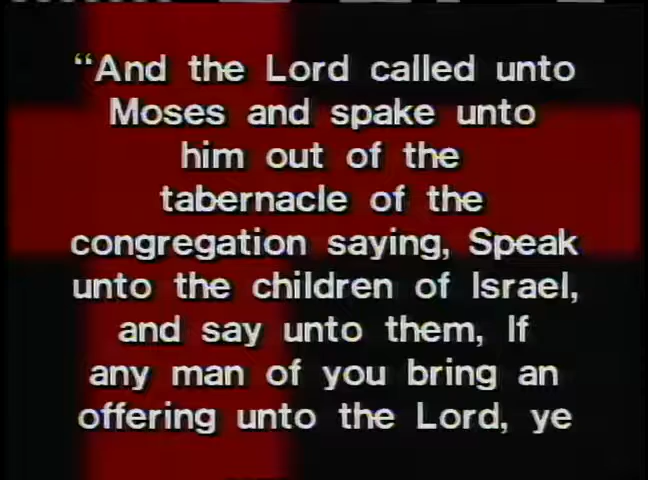 “And the Lord called unto
Moses and spake unto
him out of the
tabernacle of the
congregation saying, Speak
unto the children of Israel,
and say unto them, If
any man of you bring an
offering unto the Lord, ye